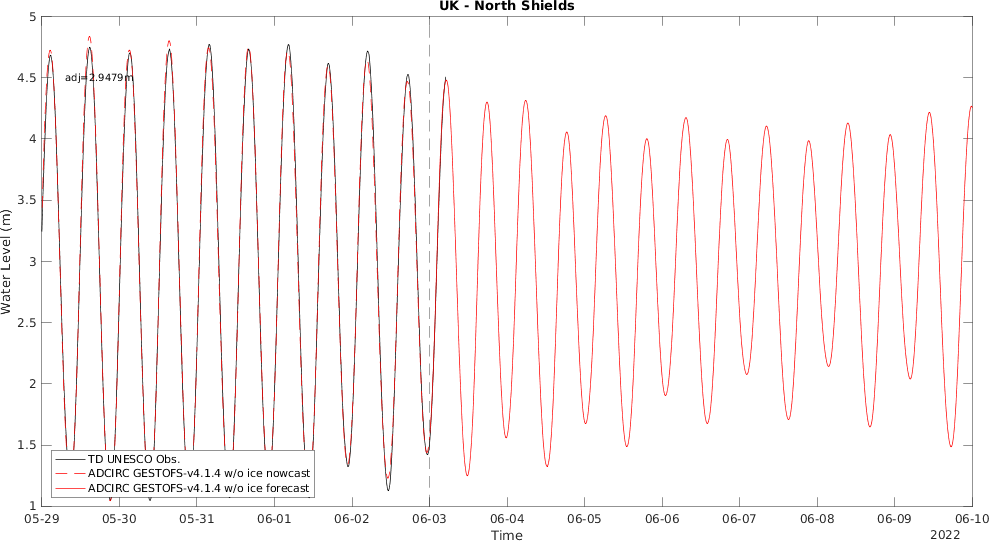 UK - North Shields
5
4.5
4
3.5
3
2.5
2
1.5
1
adj=2.9479m
Water Level (m)
TD UNESCO Obs.
ADCIRC GESTOFS-v4.1.4 w/o ice nowcast
ADCIRC GESTOFS-v4.1.4 w/o ice forecast
05-29 05-30 05-31 06-01 06-02 06-03 06-04 06-05 06-06 06-07 06-08 06-09 06-10
Time
2022